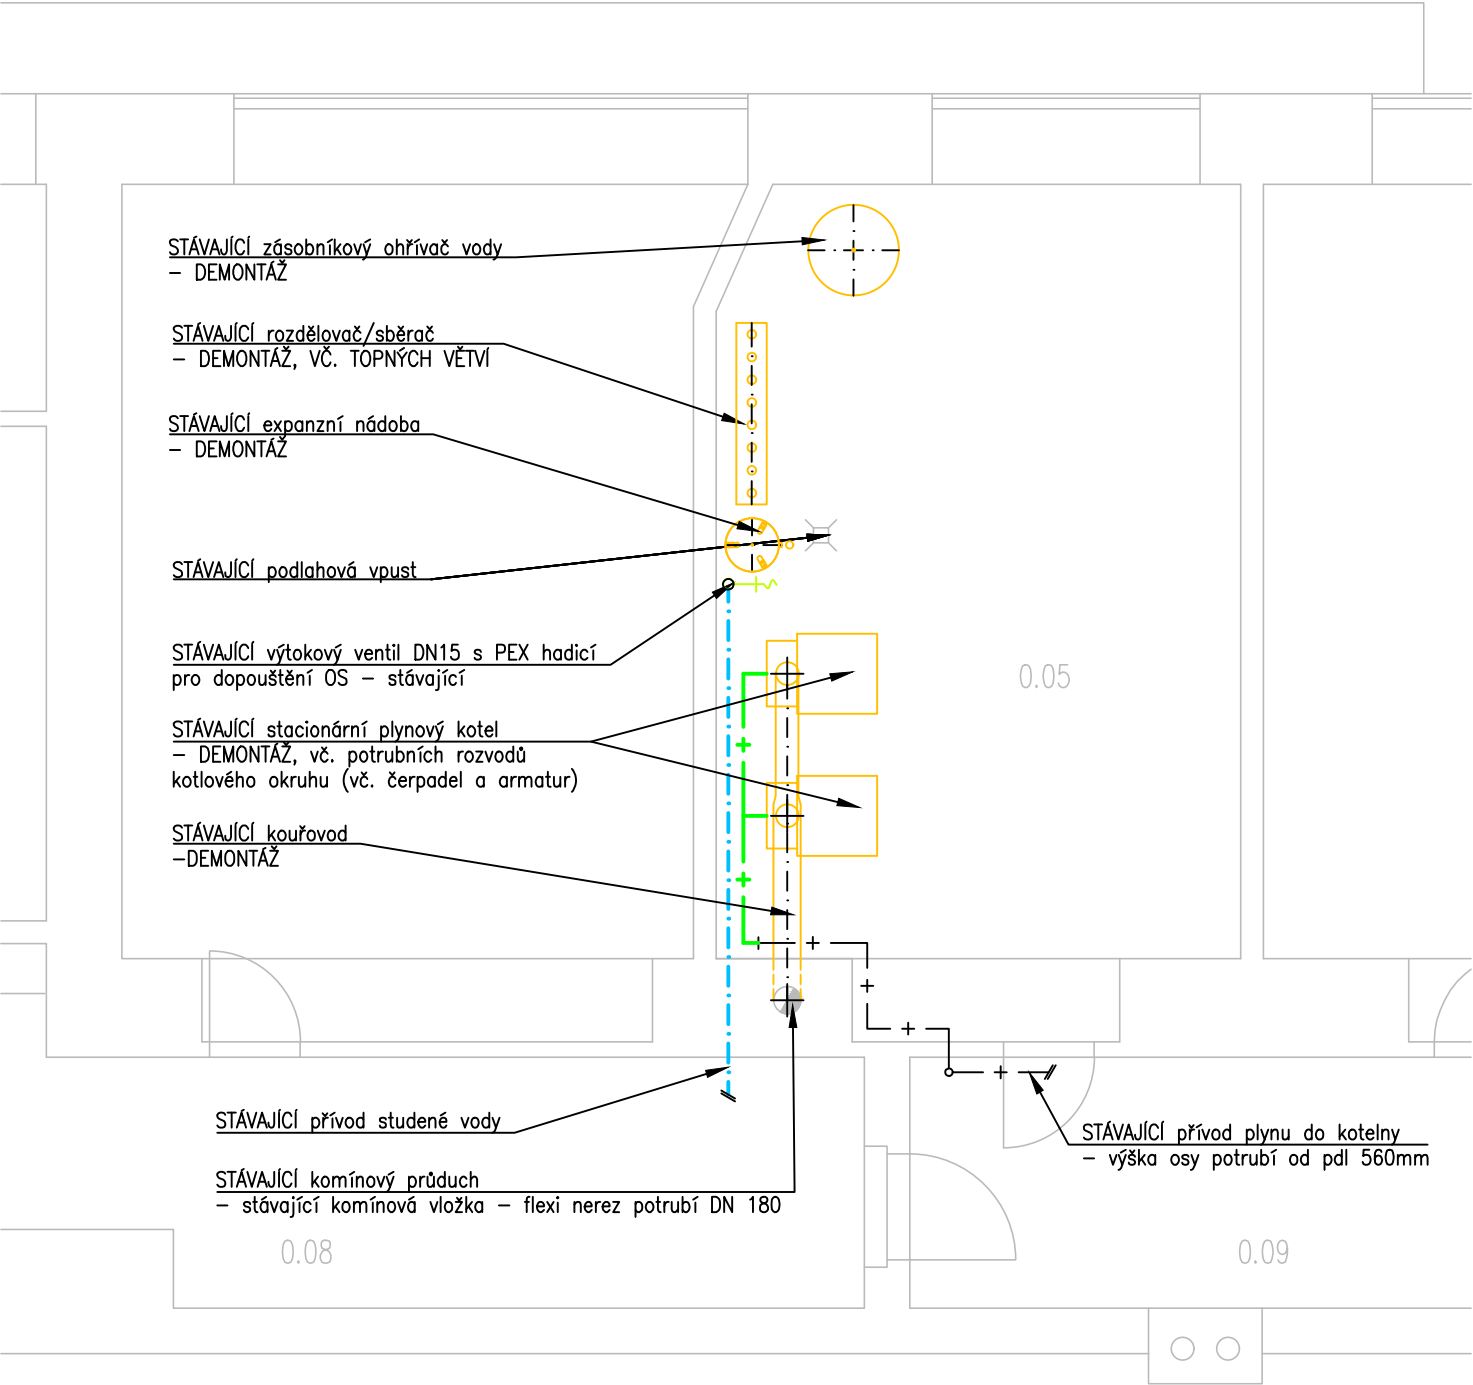 STÁVAJÍCÍ zásobníkový ohřívač vody
– DEMONTÁŽ
STÁVAJÍCÍ rozdělovač/sběrač
– DEMONTÁŽ, VČ. TOPNÝCH VĚTVÍ
STÁVAJÍCÍ expanzní nádoba
– DEMONTÁŽ
STÁVAJÍCÍ podlahová vpust
STÁVAJÍCÍ výtokový ventil DN15 s PEX hadicí
pro dopouštění OS – stávající
0.05
STÁVAJÍCÍ stacionární plynový kotel
– DEMONTÁŽ, vč. potrubních rozvodů
kotlového okruhu (vč. čerpadel a armatur)
STÁVAJÍCÍ kouřovod
–DEMONTÁŽ
STÁVAJÍCÍ přívod studené vody
STÁVAJÍCÍ přívod plynu do kotelny
– výška osy potrubí od pdl 560mm
STÁVAJÍCÍ komínový průduch
– stávající komínová vložka – flexi nerez potrubí DN 180
0.08
0.09